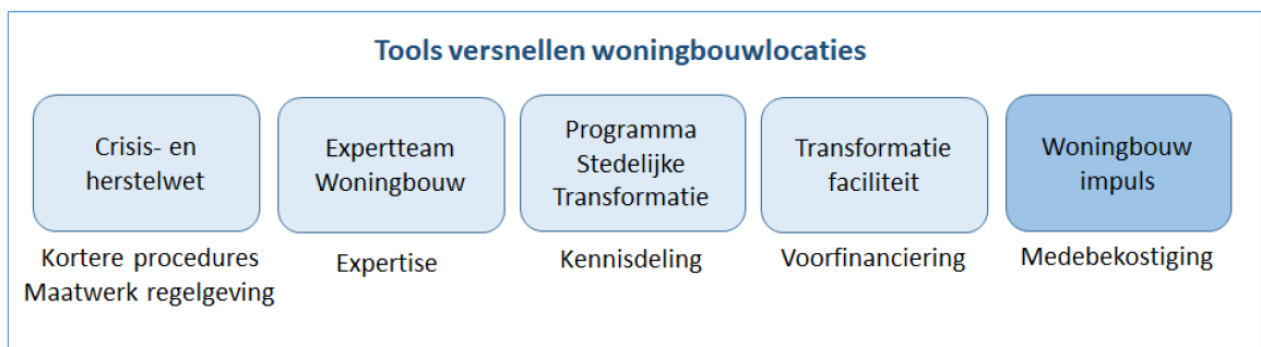 Tools versnellen woningbouwlocaties
Crisis- en
herstelwet
Kortere procedures
Maatwerk regelgeving
Expertteam
Woningbouw
Expertise
Programma
Stedelijke
Transformatie
Kennisdeling
Transformatie
faciliteit
Voorfinanciering
Woningbouw
impuls
Medebekostiging